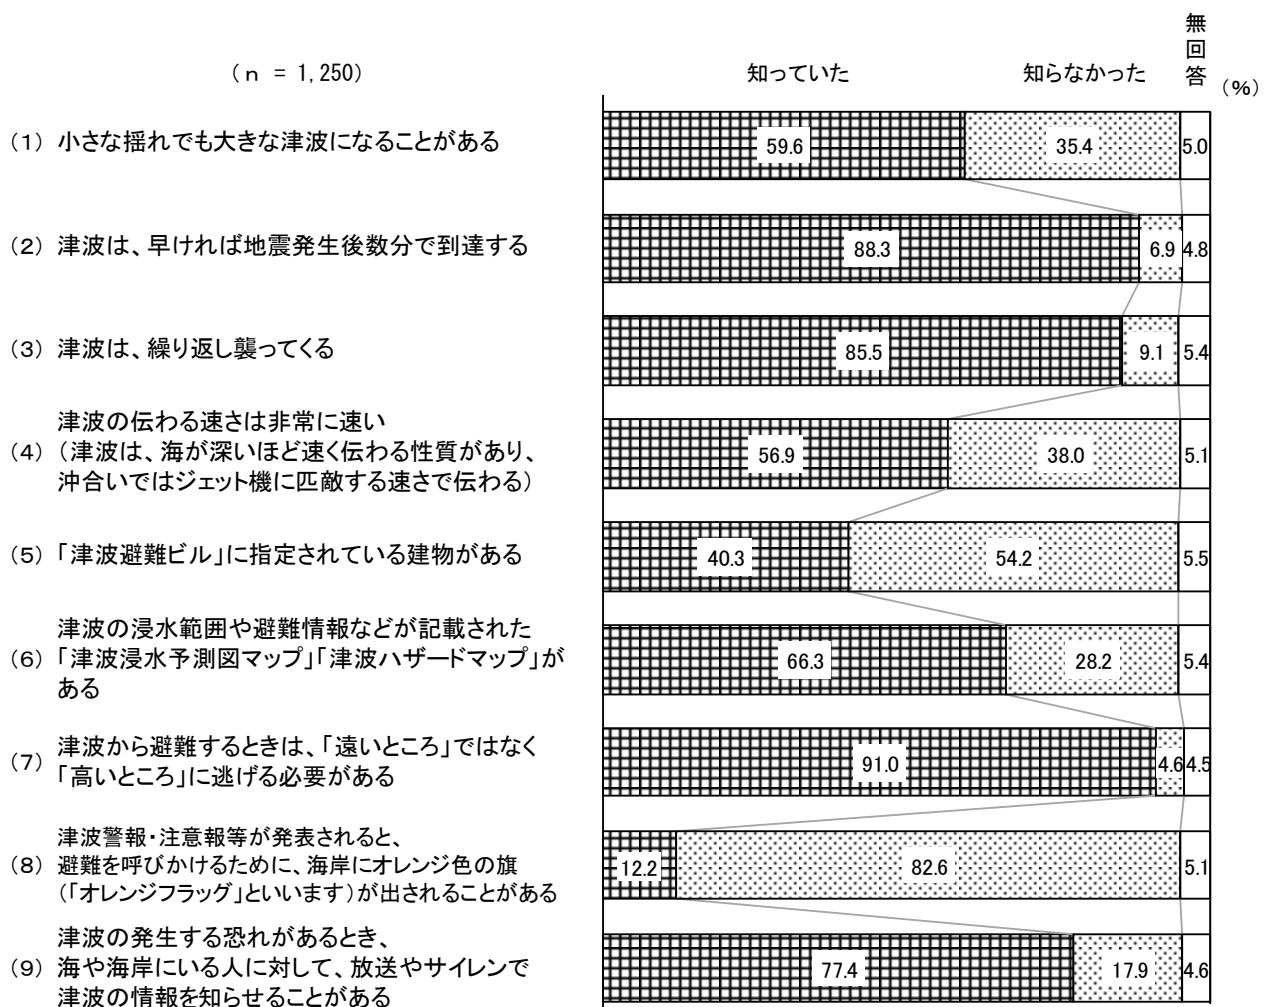 無回答
(n = 1,250) 知っていた 知らなかった (%)
(1) 小さな揺れでも大きな津波になることがある 59.6 35.4 5.0
(2) 津波は、早ければ地震発生後数分で到達する 88.3 6.9 4.8
(3) 津波は、繰り返し襲ってくる 85.5 9.1 5.4
津波の伝わる速さは非常に速い
(4) (津波は、海が深いほど速く伝わる性質があり、 56.9 38.0 5.1
沖合いではジェット機に匹敵する速さで伝わる)
(5) 「津波避難ビル」に指定されている建物がある 40.3 54.2 5.5
津波の浸水範囲や避難情報などが記載された
(6) 「津波浸水予測図マップ」「津波ハザードマップ」が 66.3 28.2 5.4
ある
津波から避難するときは、「遠いところ」ではなく
(7) 「高いところ」に逃げる必要がある 91.0 4.6 4.5
津波警報・注意報等が発表されると、
(8) 避難を呼びかけるために、海岸にオレンジ色の旗 12.2 82.6 5.1
(「オレンジフラッグ」といいます)が出されることがある
津波の発生する恐れがあるとき、
(9) 海や海岸にいる人に対して、放送やサイレンで 77.4 17.9 4.6
津波の情報を知らせることがある